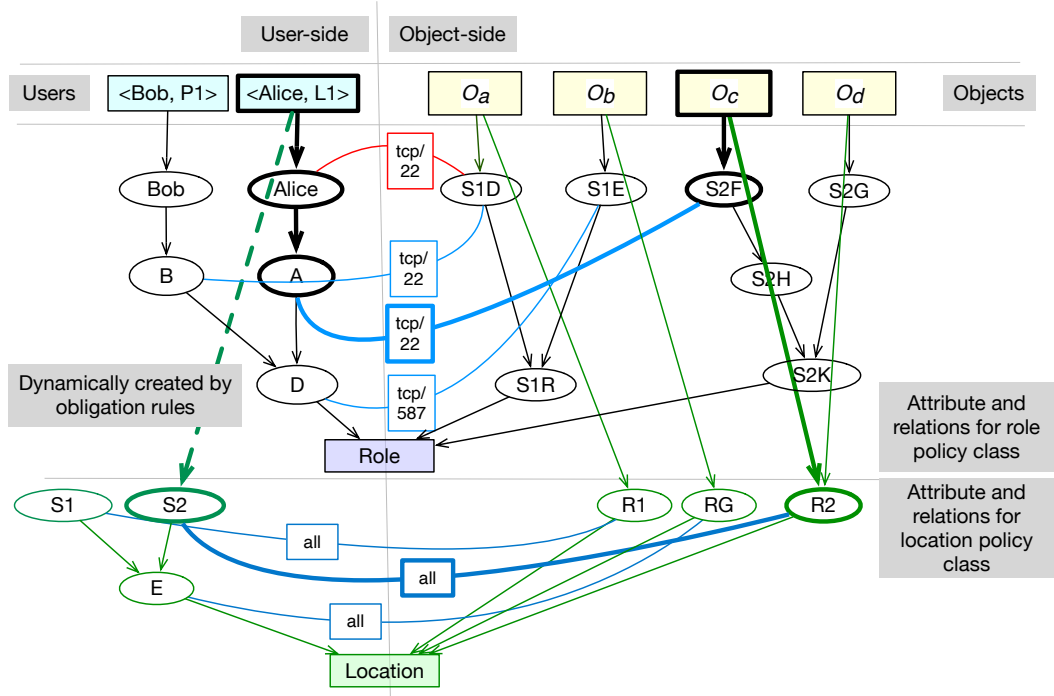 User-side
Object-side
Users
<Bob, P1>
<Alice, L1>
Oa
Ob
Oc
Od
Objects
tcp/
22
Bob
Alice
S1D
S1E
S2F
S2G
B
A
tcp/
22
S2H
tcp/
22
Dynamically created by
obligation rules
D
tcp/
587
S1R
S2K
Role
Attribute and
relations for role
policy class
S1
S2
R1
RG
R2
Attribute and
relations for
location policy
class
all
all
E
all
Location